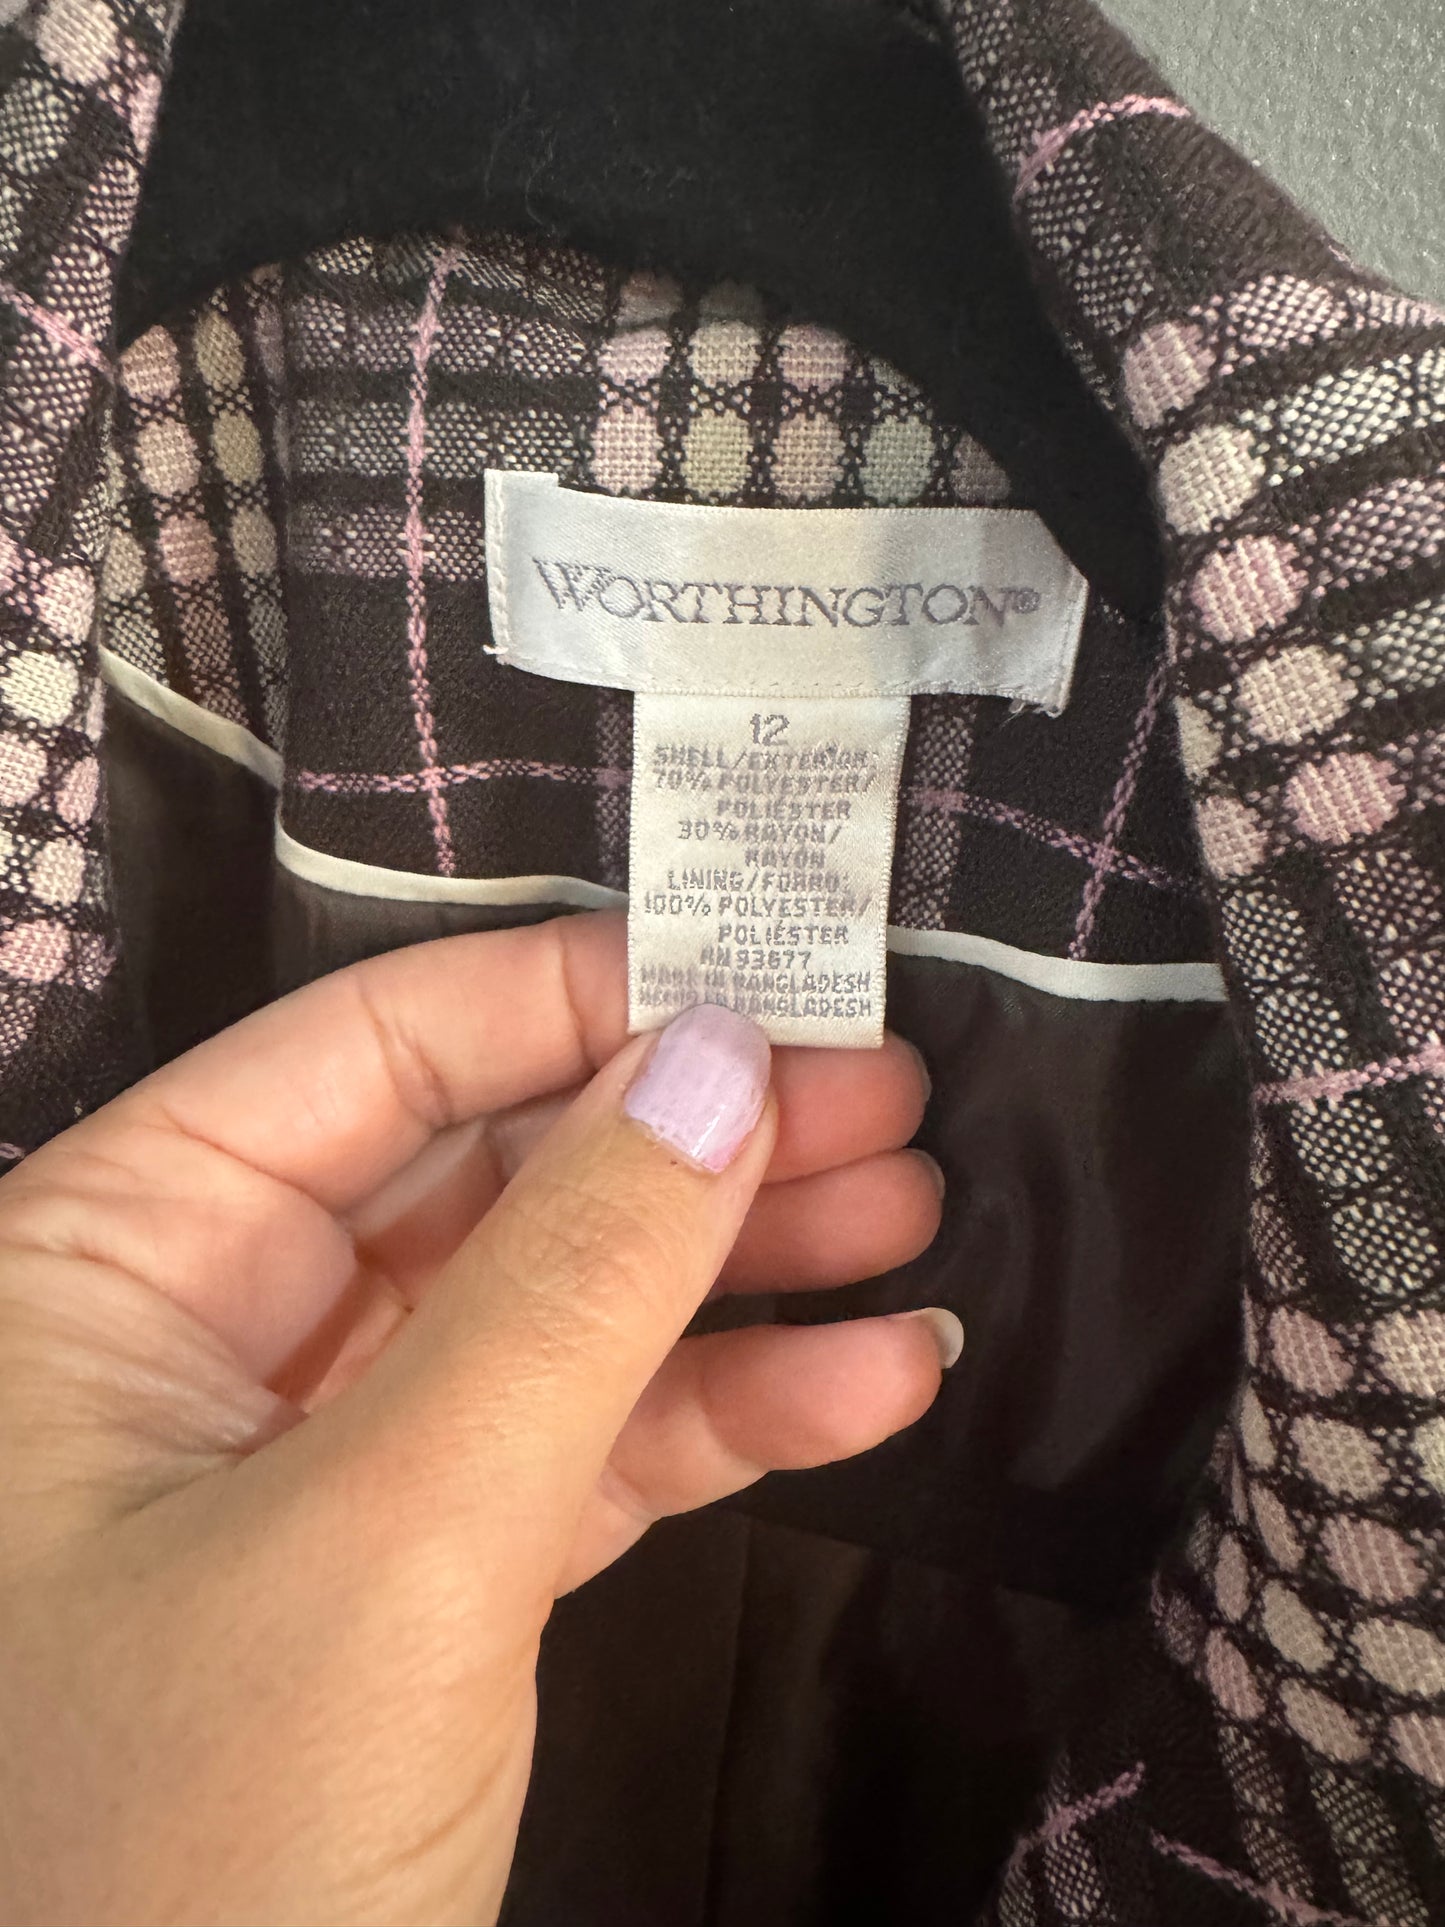 WORTHINGTON®
12
SHELL/EXTERIOR:
70% POLYESTER/
POLIÉSTER
30% RAYON/
RAYON
LINING/FORRO:
100% POLYESTER/
POLIÉSTER
RN 93677
MADE IN BANGLADESH
HECHO EN BANGLADESH